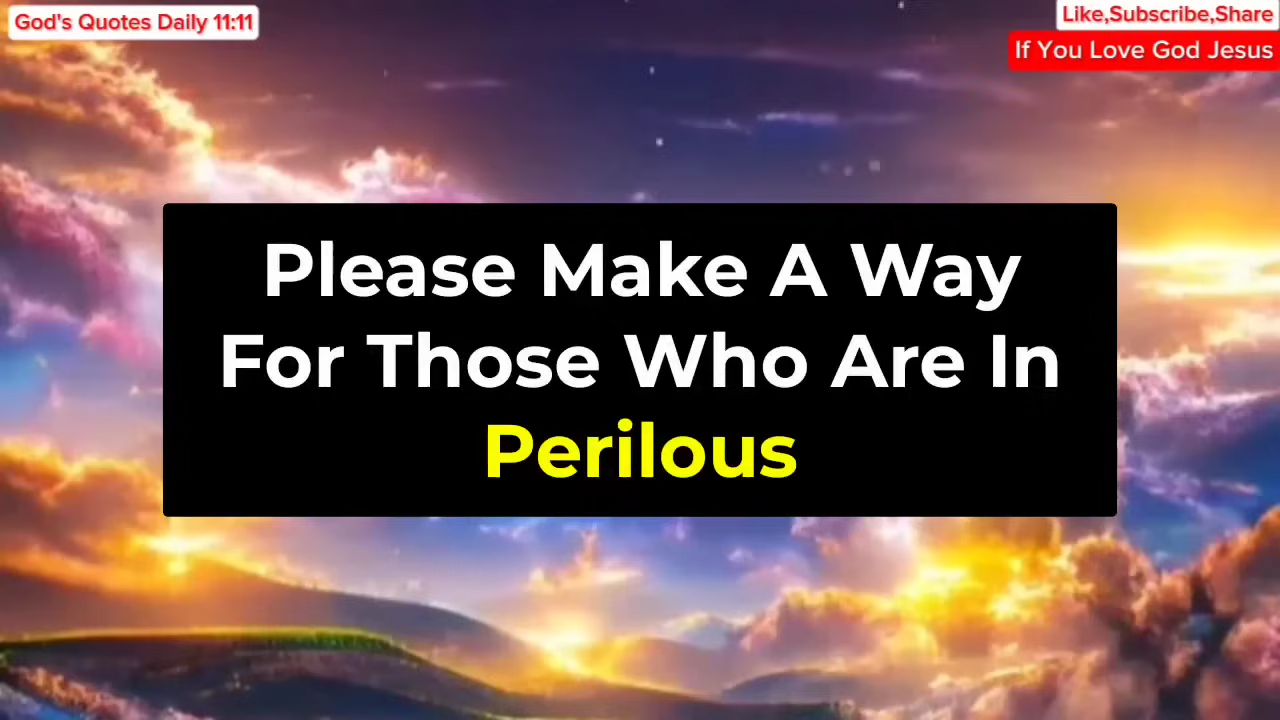 God's Quotes Daily 11:11
Like,Subscribe,Share
If You Love God Jesus
Please Make A Way
For Those Who Are In
Perilous